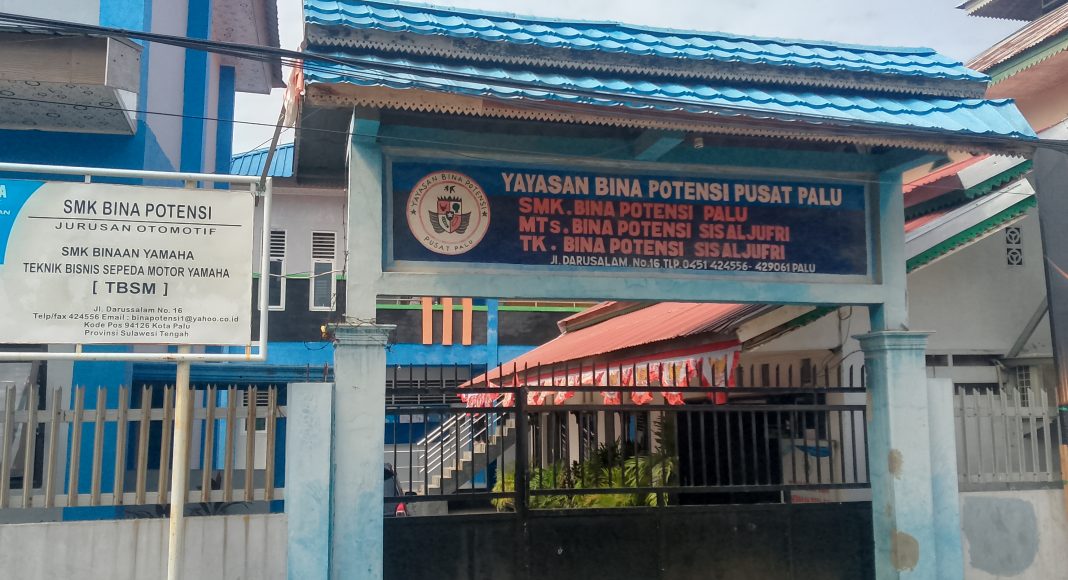 SMK BINA POTENSI
JURUSAN OTOMOTIF
SMK BINAAN YAMAHA
TEKNIK BISNIS SEPEDA MOTOR YAMAHA
[ TBSM ]
Jl. Darussalam No. 16
Telp/fax 424556 Email : binapotensi1@yahoo.co.id
Kode Pos 94126 Kota Palu
Provinsi Sulawesi Tengah
YAYASAN BINA POTENSI
PUSAT PALU
YAYASAN BINA POTENSI PUSAT PALU
SMK. BINA POTENSI PALU
MTs. BINA POTENSI SIS ALJUFRI
TK. BINA POTENSI SIS ALJUFRI
JL. DARUSALAM, No.16 TLP. 0451 424556- 429061 PALU